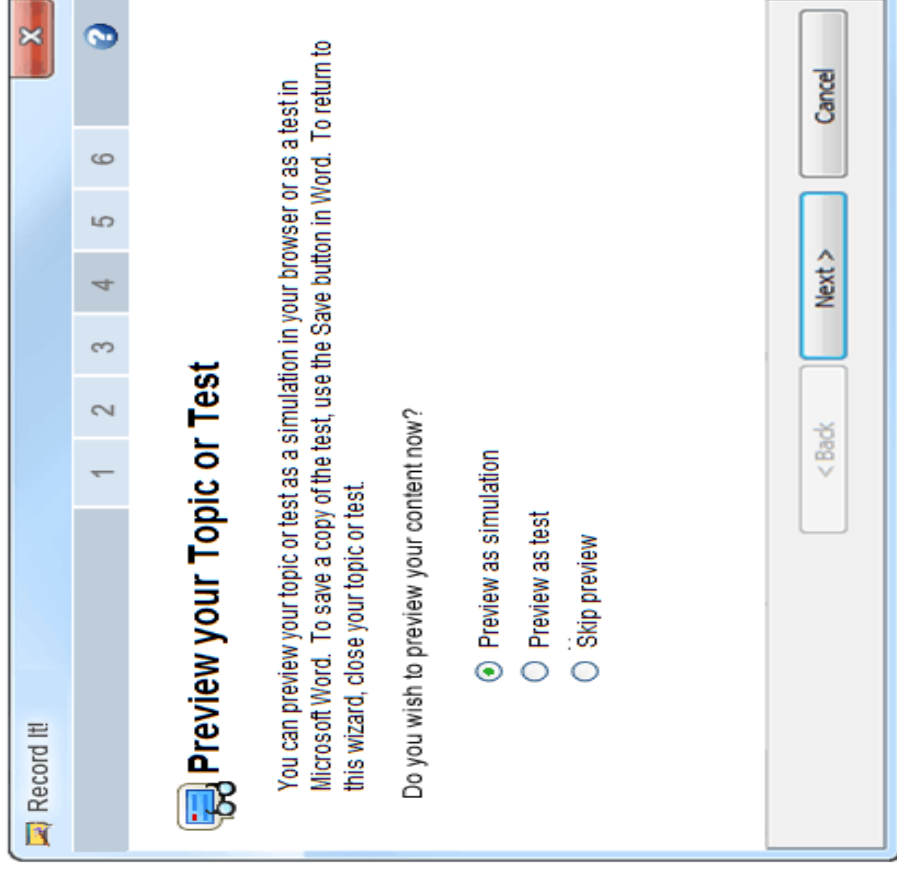 Record It!
X
1 2 3 4 5 6 ?
Preview your Topic or Test
You can preview your topic or test as a simulation in your browser or as a test in
Microsoft Word. To save a copy of the test, use the Save button in Word. To return to
this wizard, close your topic or test.
Do you wish to preview your content now?
Preview as simulation
Preview as test
Skip preview
< Back Next > Cancel